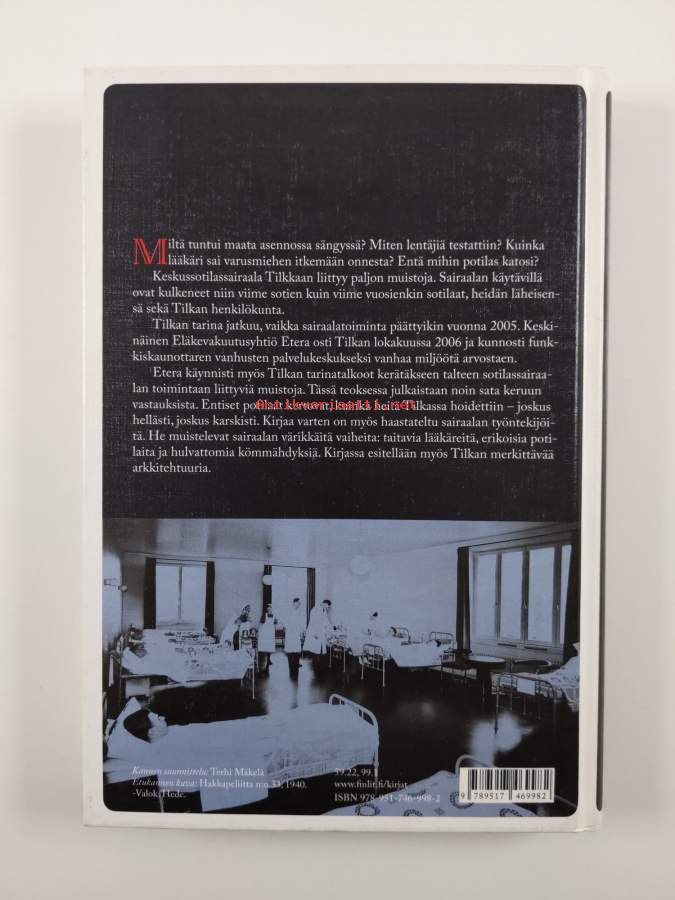 Miltä tuntui maata asennossa sängyssä? Miten lentäjiä testattiin? Kuinka
lääkäri sai varusmiehen itkemään onnesta? Entä mihin potilas katosi?
Keskussotilassairaala Tilkkaan liittyy paljon muistoja. Sairaalan käytävillä
ovat kulkeneet niin viime sotien kuin viime vuosienkin sotilaat, heidän läheisen-
sä sekä Tilkan henkilökunta.
Tilkan tarina jatkuu, vaikka sairaalatoiminta päättyikin vuonna 2005. Keski-
näinen Eläkevakuutusyhtiö Etera osti Tilkan lokakuussa 2006 ja kunnosti funk-
kiskaunottaren vanhusten palvelukeskukseksi vanhaa miljöötä arvostaen.
Etera käynnisti myös Tilkan tarinatalkoot kerätäkseen talteen sotilassairaa-
lan toimintaan liittyviä muistoja. Tässä teoksessa julkaistaan noin sata keruun
vastauksista. Entiset potilaat kertovat, kuinka heitä Tilkassa hoidettiin – joskus
hellästi, joskus karskisti. Kirjaa varten on myös haastateltu sairaalan työntekijöi-
tä. He muistelevat sairaalan värikkäitä vaiheita: taitavia lääkäreitä, erikoisia poti-
laita ja hulvattomia kömmähdyksiä. Kirjassa esitellään myös Tilkan merkittävää
arkkitehtuuria.
Kannen suunnittelu: Terhi Mäkelä
Etukannen kuva: Hakkapeliitta n:o 33, 1940.
-Valok. Hede.
59.22, 99.1
www.finlit.fi/kirjat
ISBN 978-951-746-998-2
9 789517 469982